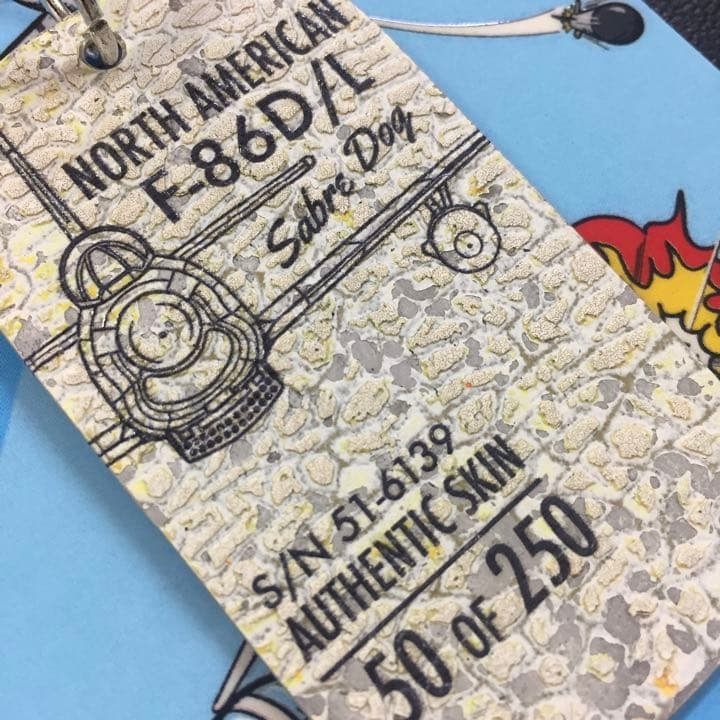 NORTH AMERICAN
F-86D/L
Sabre Dog
S/N 51-6139
AUTHENTIC SKIN
50 OF 250